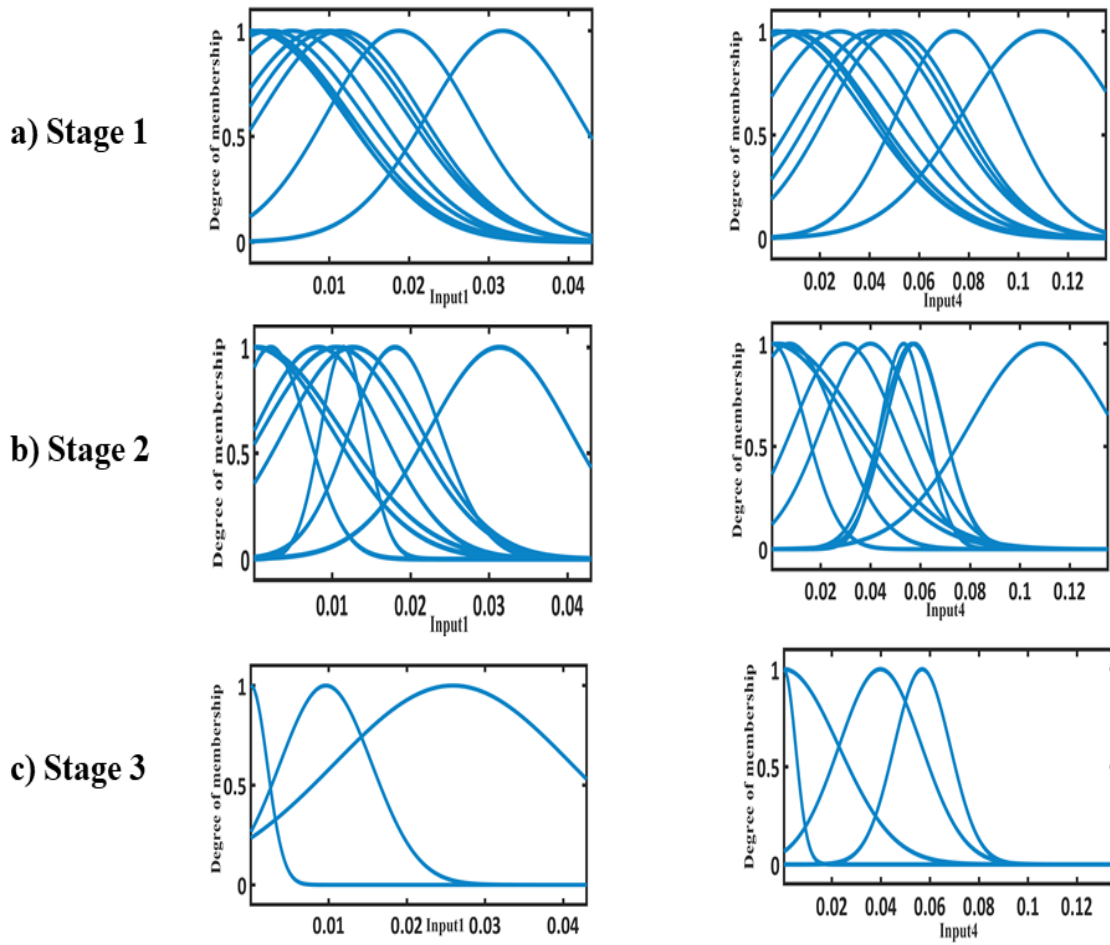 a) Stage 1
Degree of membership
1
0.5
0
0.01 0.02 0.03 0.04
Input1
Degree of membership
1
0.5
0
0.02 0.04 0.06 0.08 0.1 0.12
Input4
b) Stage 2
Degree of membership
1
0.5
0
0.01 0.02 0.03 0.04
Input1
Degree of membership
1
0.5
0
0.02 0.04 0.06 0.08 0.1 0.12
Input4
c) Stage 3
Degree of membership
1
0.5
0
0.01 0.02 0.03 0.04
Input1
Degree of membership
1
0.5
0
0.02 0.04 0.06 0.08 0.1 0.12
Input4